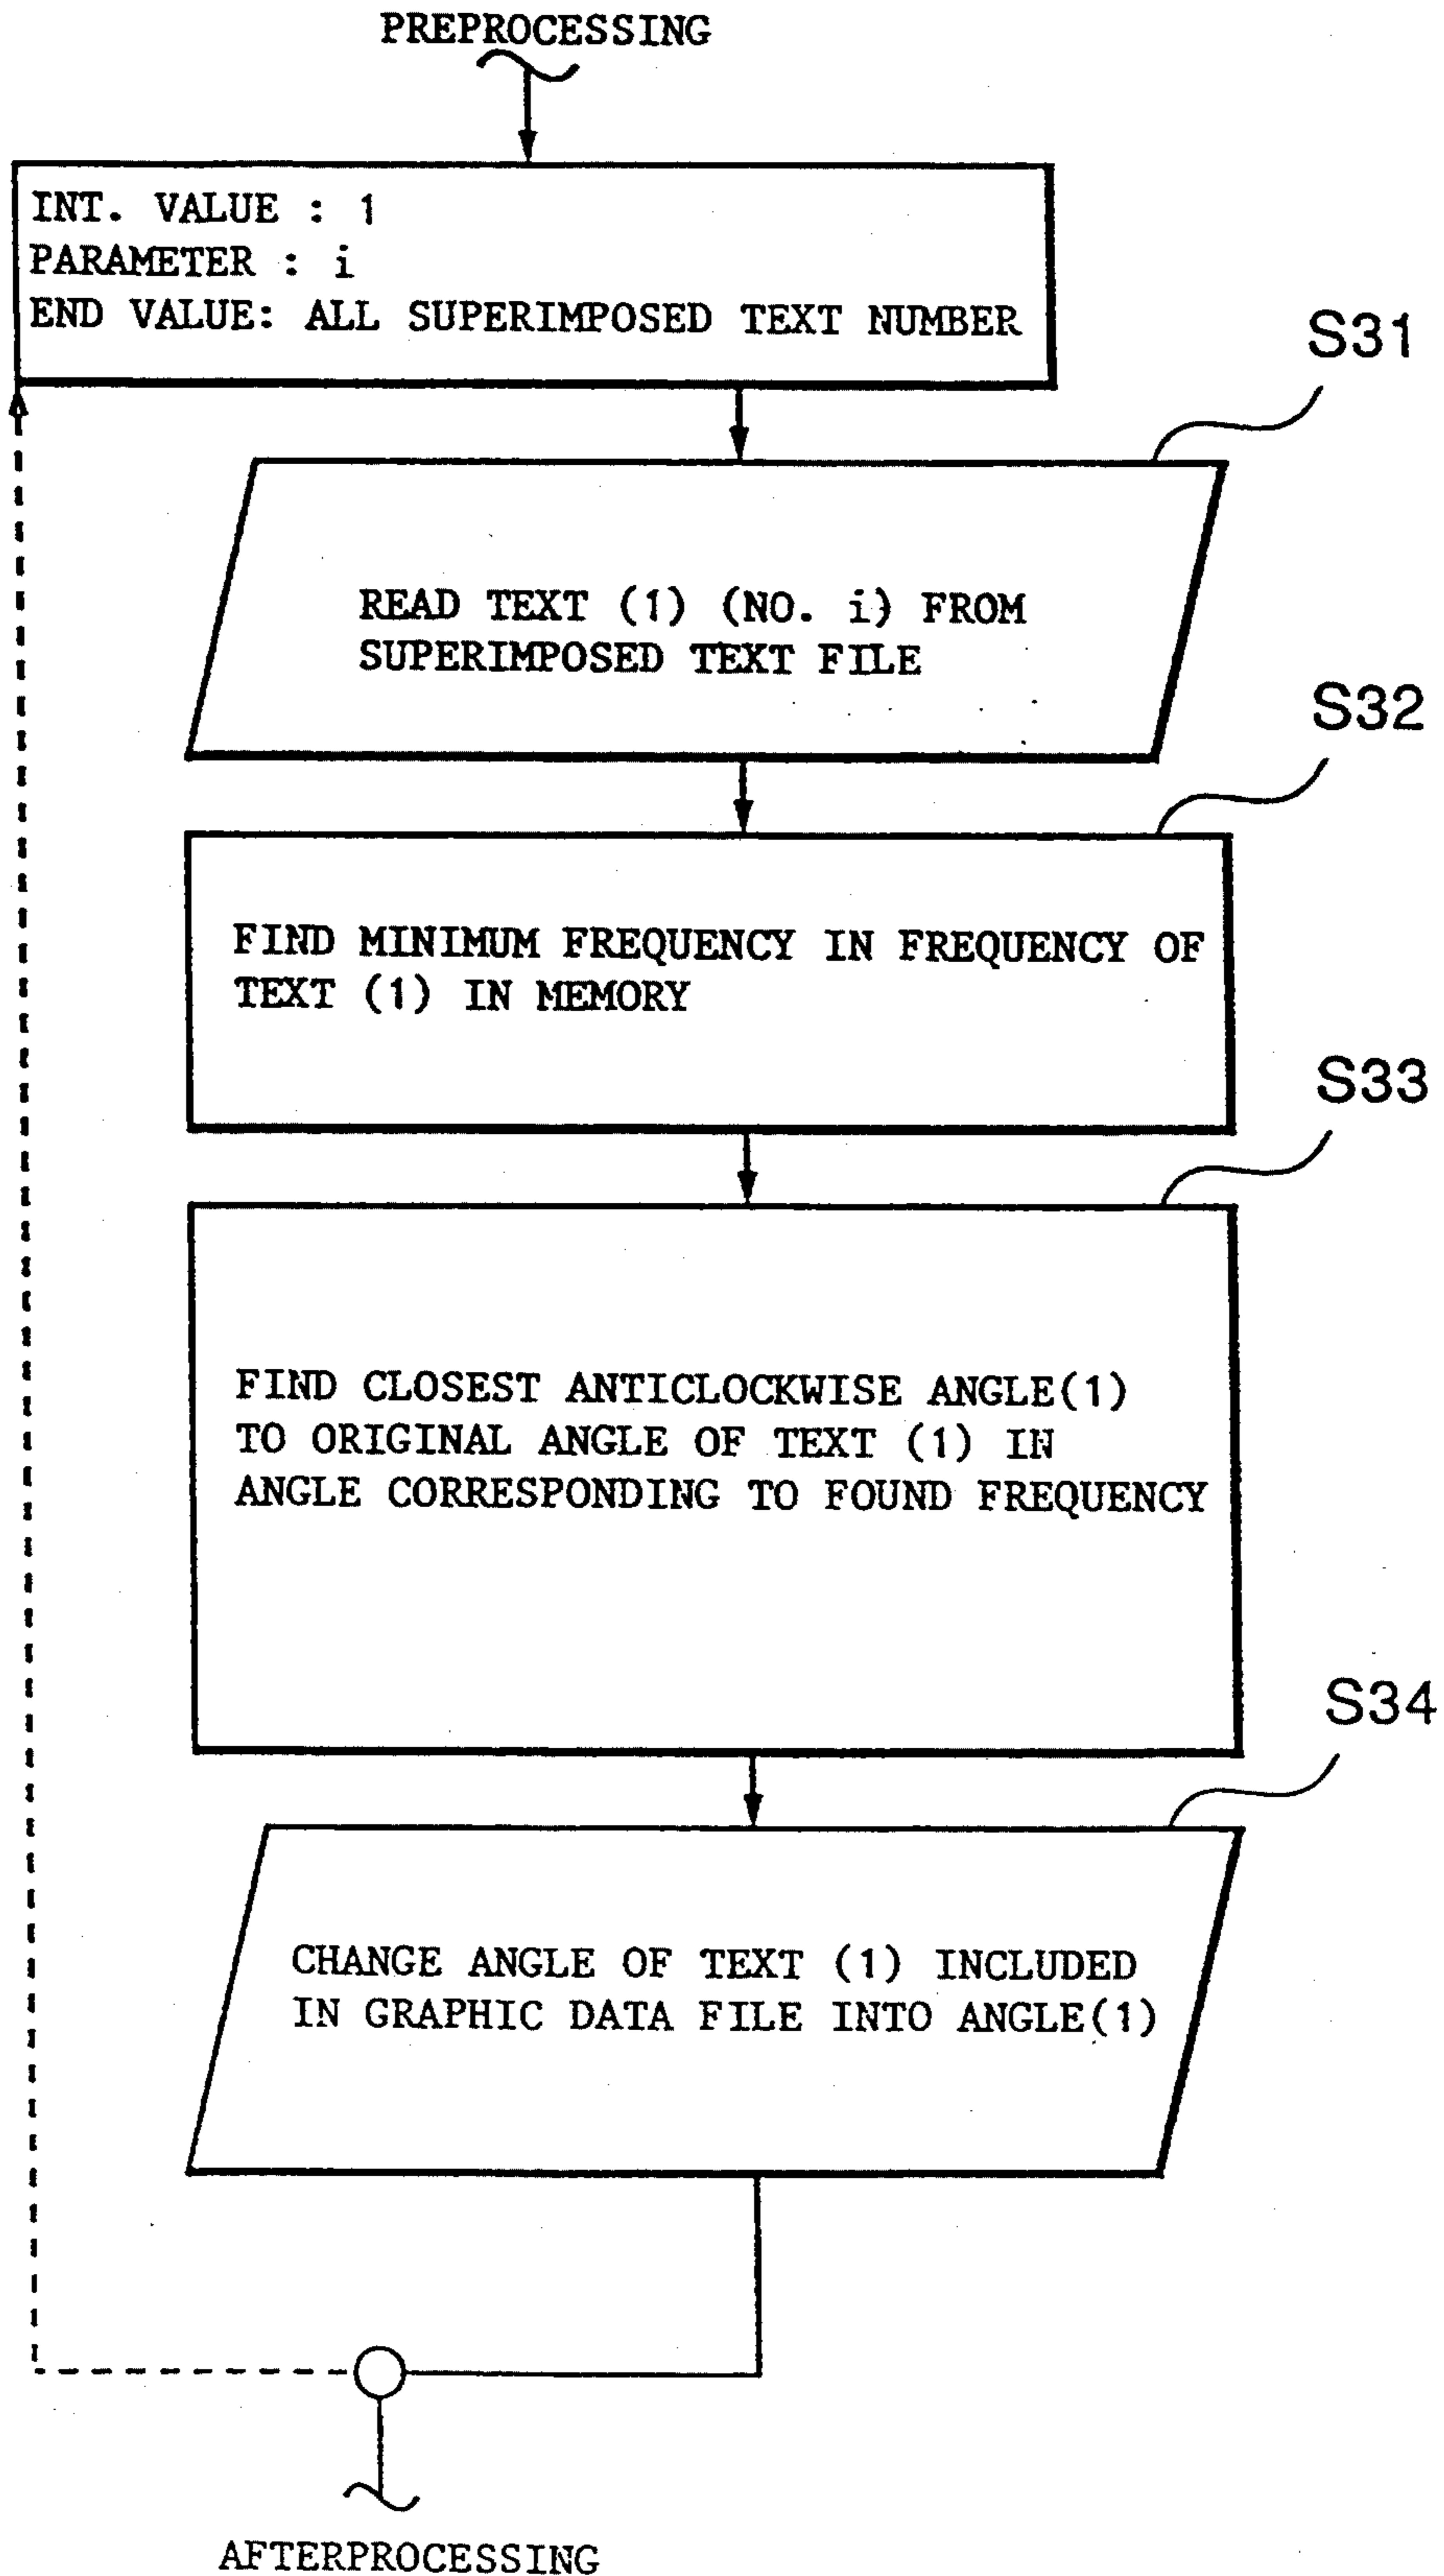 PREPROCESSING
INT. VALUE : 1
PARAMETER : i
END VALUE: ALL SUPERIMPOSED TEXT NUMBER
S31
READ TEXT (1) (NO. i) FROM
SUPERIMPOSED TEXT FILE
S32
FIND MINIMUM FREQUENCY IN FREQUENCY OF
TEXT (1) IN MEMORY
S33
FIND CLOSEST ANTICLOCKWISE ANGLE(1)
TO ORIGINAL ANGLE OF TEXT (1) IN
ANGLE CORRESPONDING TO FOUND FREQUENCY
S34
CHANGE ANGLE OF TEXT (1) INCLUDED
IN GRAPHIC DATA FILE INTO ANGLE(1)
AFTERPROCESSING